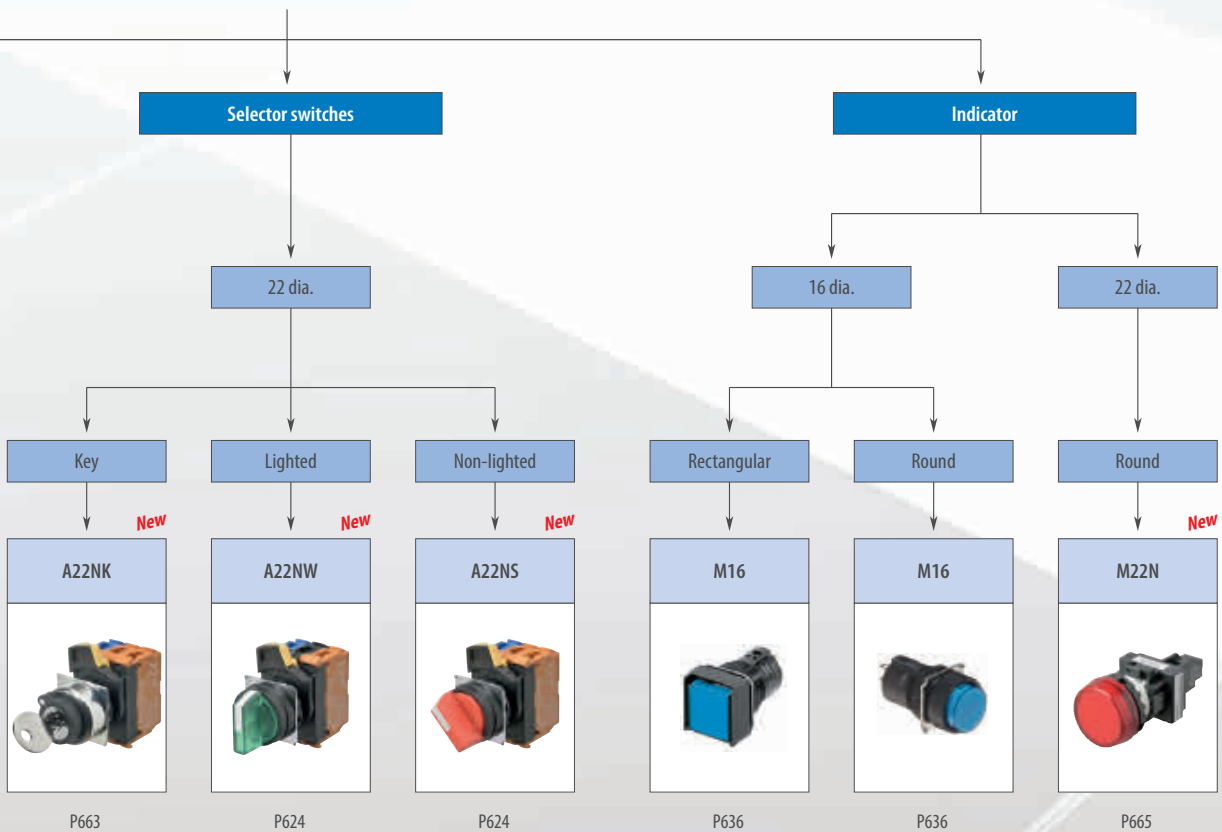 Selector switches
Indicator
22 dia.
16 dia.
22 dia.
Key
Lighted
Non-lighted
Rectangular
Round
Round
New
New
New
New
A22NK
A22NW
A22NS
M16
M16
M22N
P663
P624
P624
P636
P636
P665